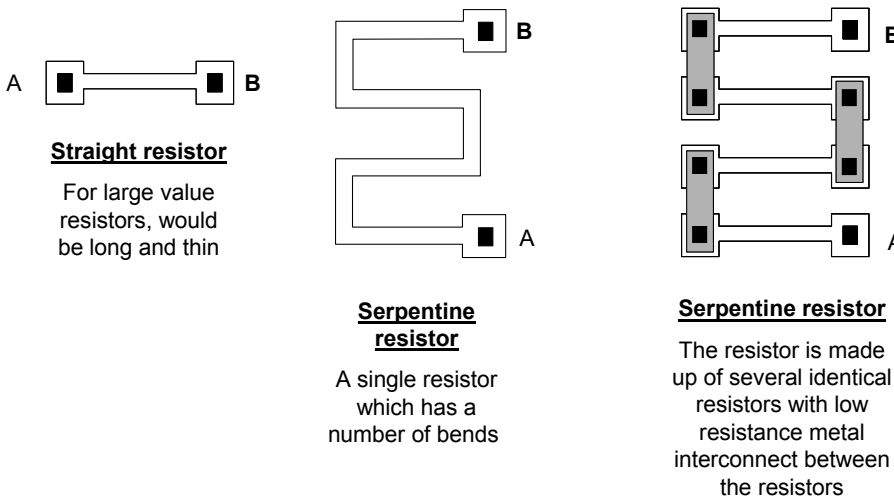 A
B
Straight resistor
For large value
resistors, would
be long and thin
B
A
Serpentine
resistor
A single resistor
which has a
number of bends
Serpentine resistor
The resistor is made
up of several identical
resistors with low
resistance metal
interconnect between
the resistors